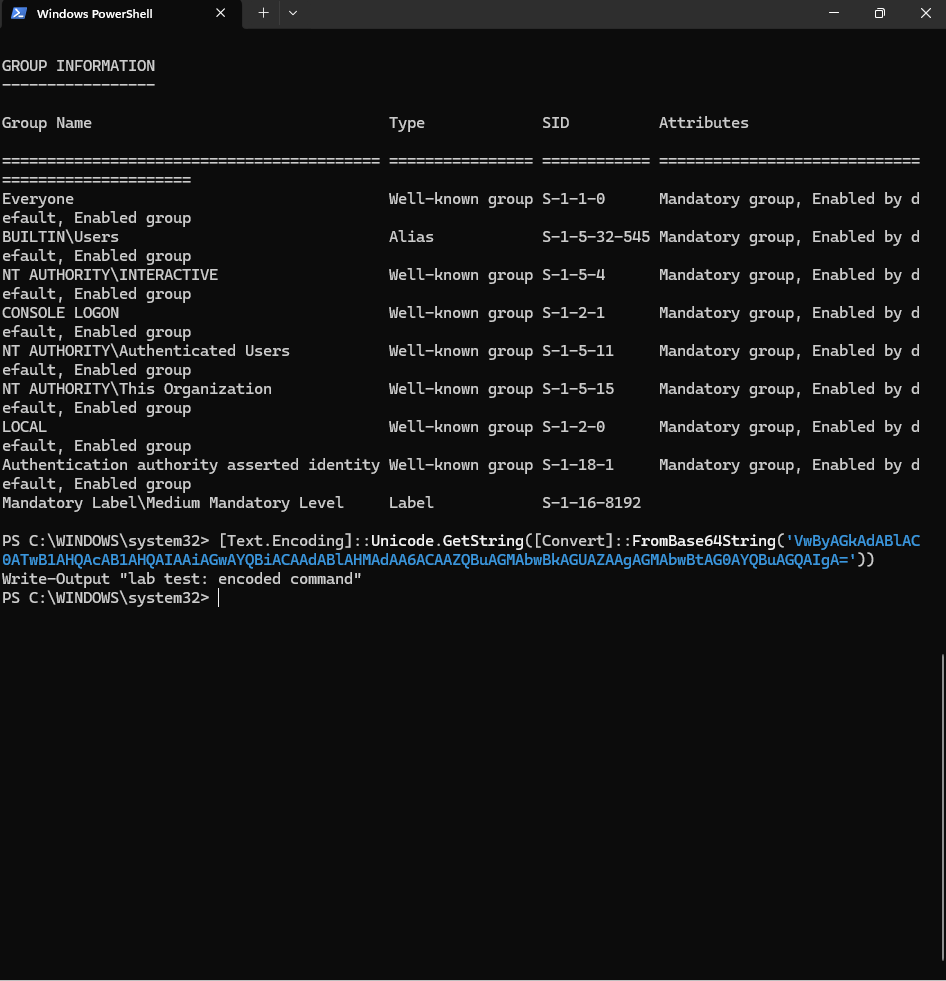 Windows PowerShell
GROUP INFORMATION
-----------------
Group Name                                 Type             SID          Attributes
========================================== ================ ============ =============================
=====================
Everyone                                   Well-known group S-1-1-0      Mandatory group, Enabled by d
efault, Enabled group
BUILTIN\Users                              Alias            S-1-5-32-545 Mandatory group, Enabled by d
efault, Enabled group
NT AUTHORITY\INTERACTIVE                   Well-known group S-1-5-4      Mandatory group, Enabled by d
efault, Enabled group
CONSOLE LOGON                              Well-known group S-1-2-1      Mandatory group, Enabled by d
efault, Enabled group
NT AUTHORITY\Authenticated Users           Well-known group S-1-5-11     Mandatory group, Enabled by d
efault, Enabled group
NT AUTHORITY\This Organization             Well-known group S-1-5-15     Mandatory group, Enabled by d
efault, Enabled group
LOCAL                                      Well-known group S-1-2-0      Mandatory group, Enabled by d
efault, Enabled group
Authentication authority asserted identity Well-known group S-1-18-1     Mandatory group, Enabled by d
efault, Enabled group
Mandatory Label\Medium Mandatory Level     Label            S-1-16-8192
PS C:\WINDOWS\system32> [Text.Encoding]::Unicode.GetString([Convert]::FromBase64String('VwByAGkAdABlAC
0ATwB1AHQAcAB1AHQAIAAiAGwAYQBiACAAdABlAHMAdAA6ACAAZQBuAGMAbwBkAGUAZAAgAGMAbwBtAG0AYQBuAGQAIgA='))
Write-Output "lab test: encoded command"
PS C:\WINDOWS\system32>